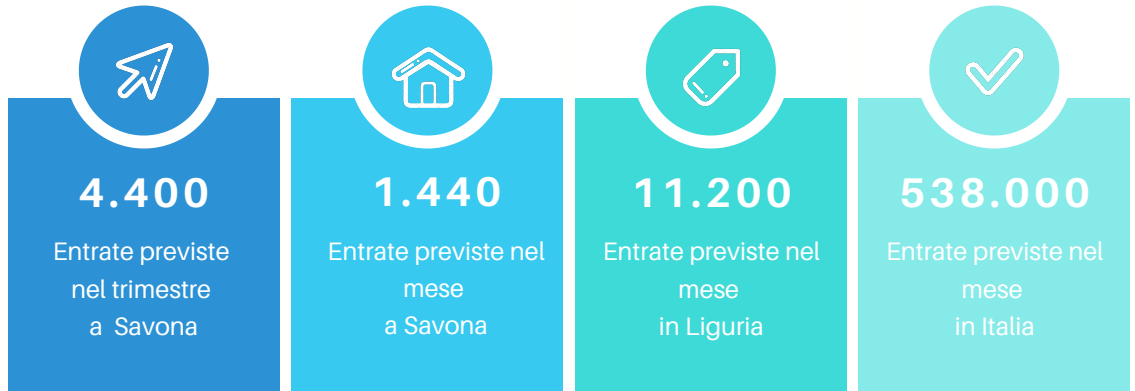 4.400
Entrate previste
nel trimestre
a Savona
1.440
Entrate previste nel
mese
a Savona
11.200
Entrate previste nel
mese
in Liguria
538.000
Entrate previste nel
mese
in Italia